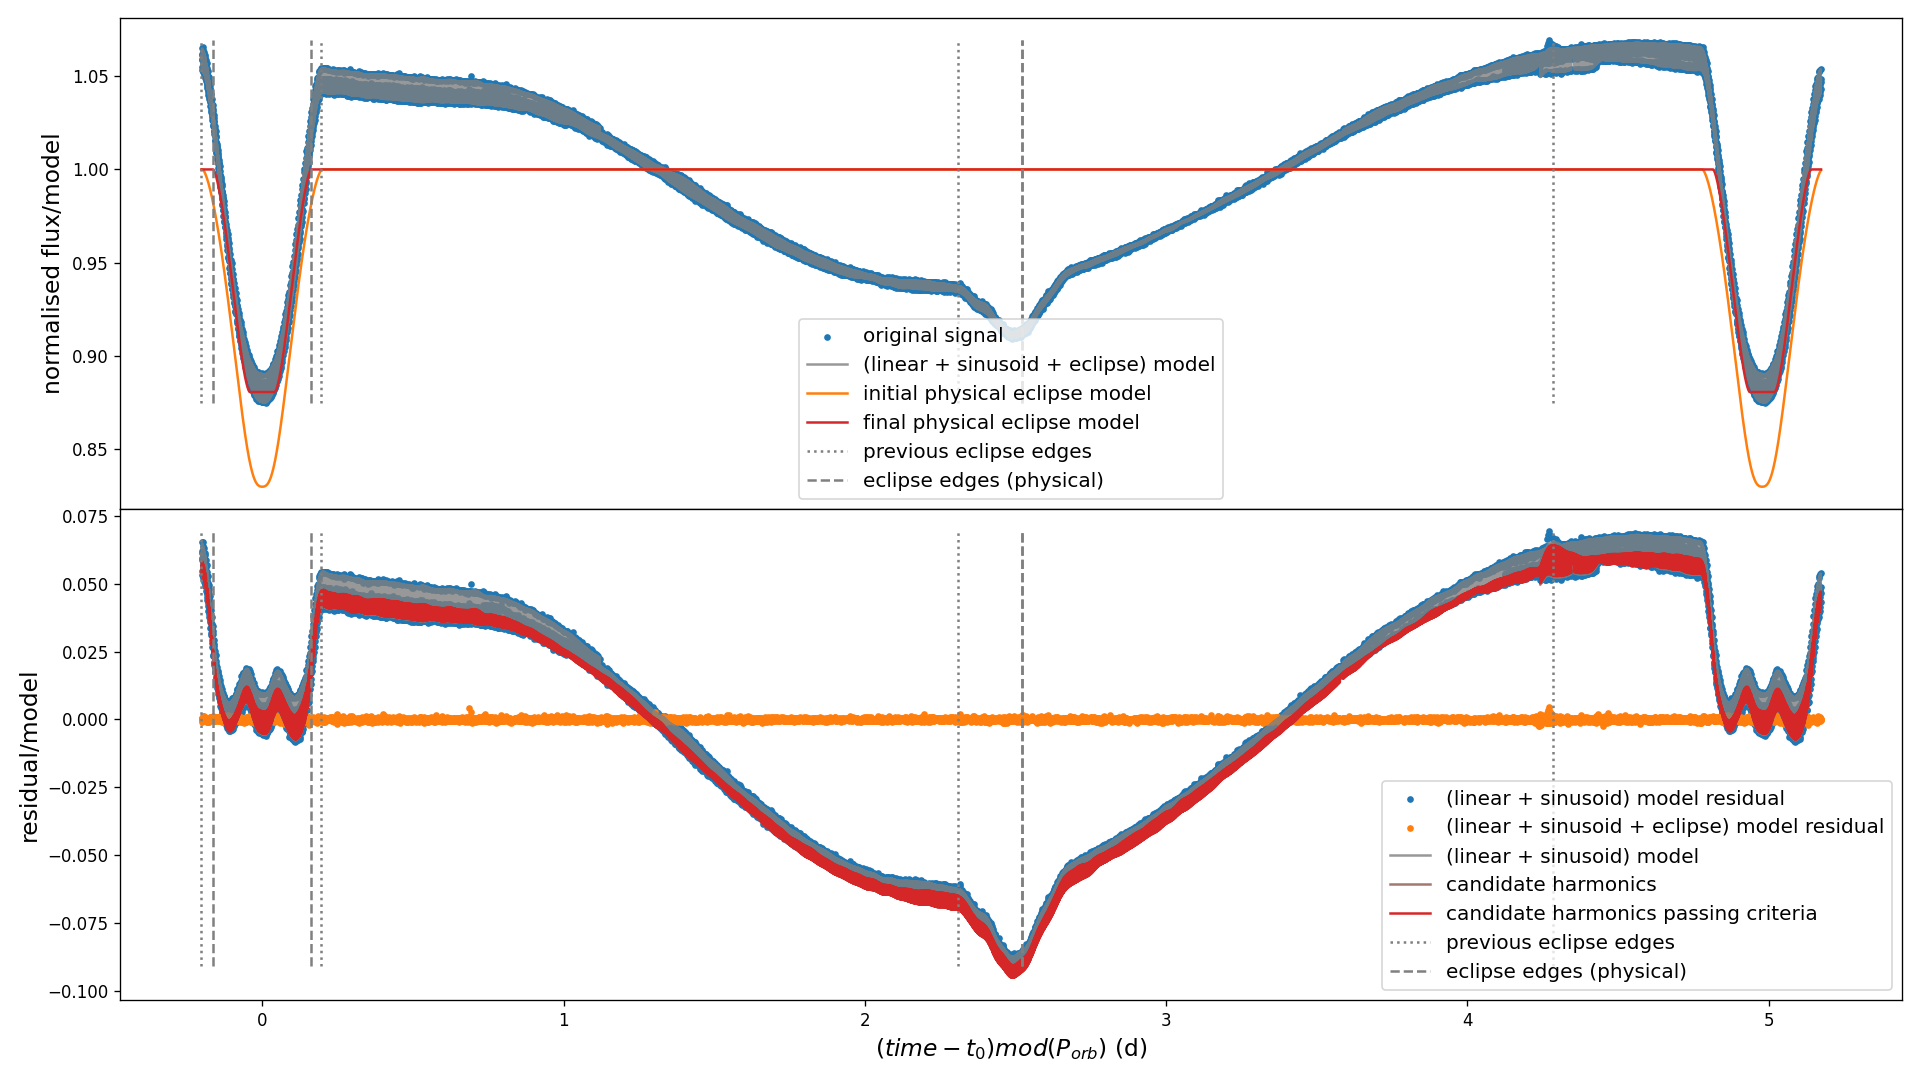 normalised flux/model
1.05
1.00
0.95
0.90
0.85
original signal
(linear + sinusoid + eclipse) model
initial physical eclipse model
final physical eclipse model
previous eclipse edges
eclipse edges (physical)
residual/model
0.075
0.050
0.025
0.000
−0.025
−0.050
−0.075
−0.100
(linear + sinusoid) model residual
(linear + sinusoid + eclipse) model residual
(linear + sinusoid) model
candidate harmonics
candidate harmonics passing criteria
previous eclipse edges
eclipse edges (physical)
0 1 2 3 4 5
(time − t₀)mod(P_orb) (d)